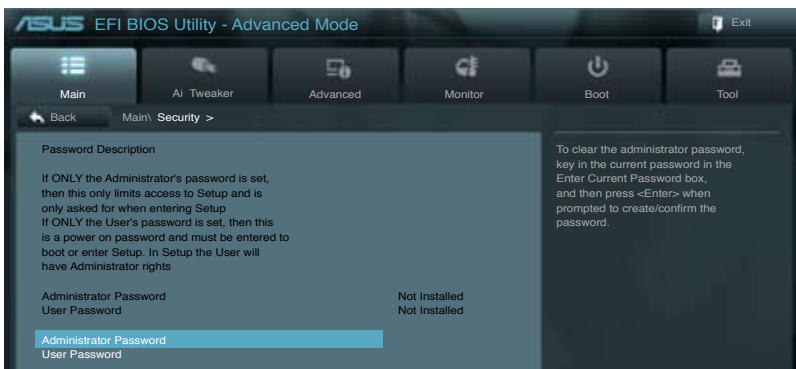 ASUS EFI BIOS Utility - Advanced Mode
Exit
Main
Ai Tweaker
Advanced
Monitor
Boot
Tool
Back
Main\ Security >
Password Description
If ONLY the Administrator's password is set,
then this only limits access to Setup and is
only asked for when entering Setup
If ONLY the User's password is set, then this
is a power on password and must be entered to
boot or enter Setup. In Setup the User will
have Administrator rights
Administrator Password Not Installed
User Password Not Installed
Administrator Password
User Password
To clear the administrator password,
key in the current password in the
Enter Current Password box,
and then press <Enter> when
prompted to create/confirm the
password.